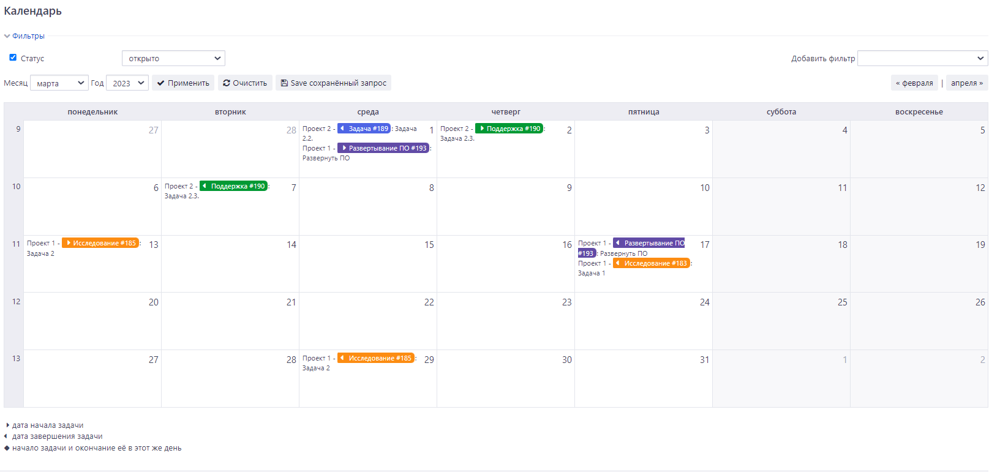 Календарь
Фильтры
Статус открыто Добавить фильтр
Месяц марта Год 2023 Применить Очистить Save сохранённый запрос « февраля | апреля »
понедельник вторник среда четверг пятница суббота воскресенье
9
27
28
Проект 2 - Задача #189: Задача 1
2.2.
Проект 1 - Развертывание ПО #193:
Развернуть ПО
Проект 2 - Поддержка #190: 2
Задача 2.3.
3
4
5
10
6
Проект 2 - Поддержка #190: 7
Задача 2.3.
8
9
10
11
12
11
Проект 1 - Исследование #185: 13
Задача 2
14
15
16
Проект 1 - Развертывание ПО 17
#193: Развернуть ПО
Проект 1 - Исследование #183:
Задача 1
18
19
12
20
21
22
23
24
25
26
13
27
28
Проект 1 - Исследование #185: 29
Задача 2
30
31
1
2
дата начала задачи
дата завершения задачи
начало задачи и окончание её в этот же день